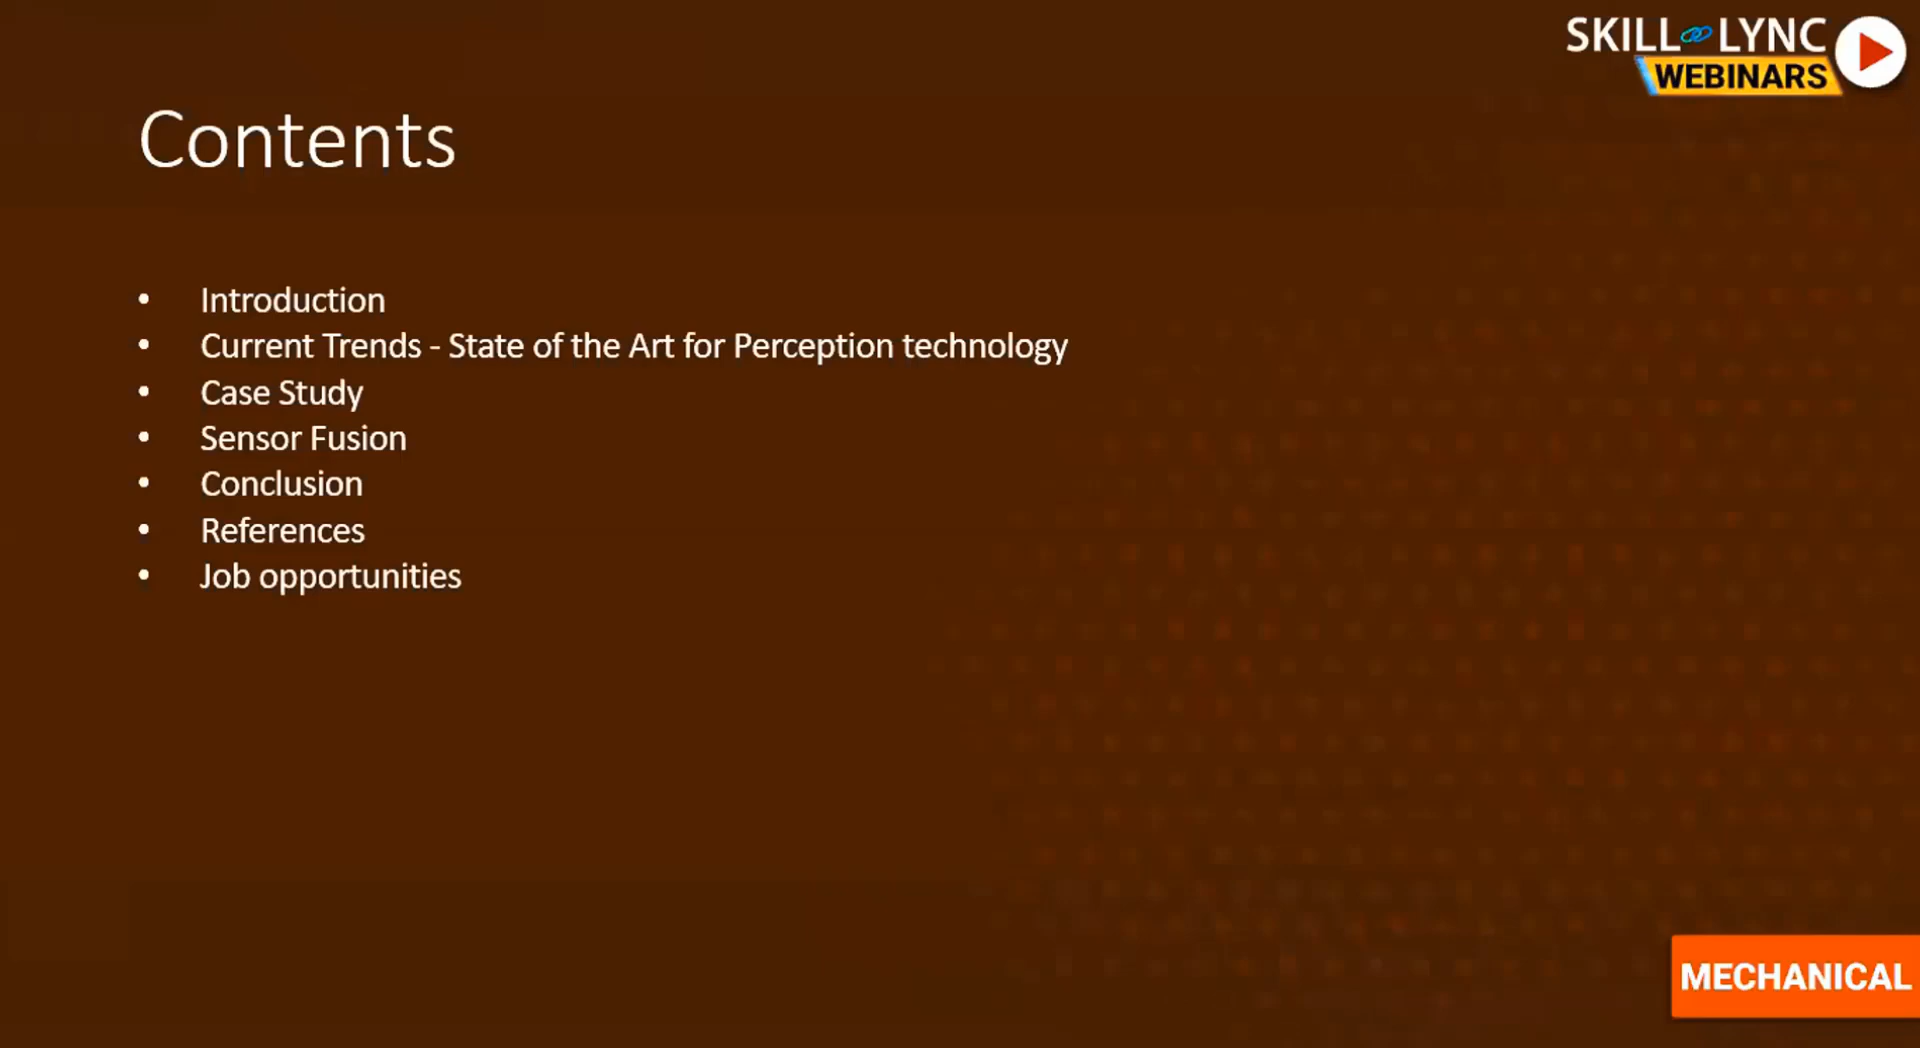 SKILL LYNC
WEBINARS
Contents
• Introduction
• Current Trends - State of the Art for Perception technology
• Case Study
• Sensor Fusion
• Conclusion
• References
• Job opportunities
MECHANICAL